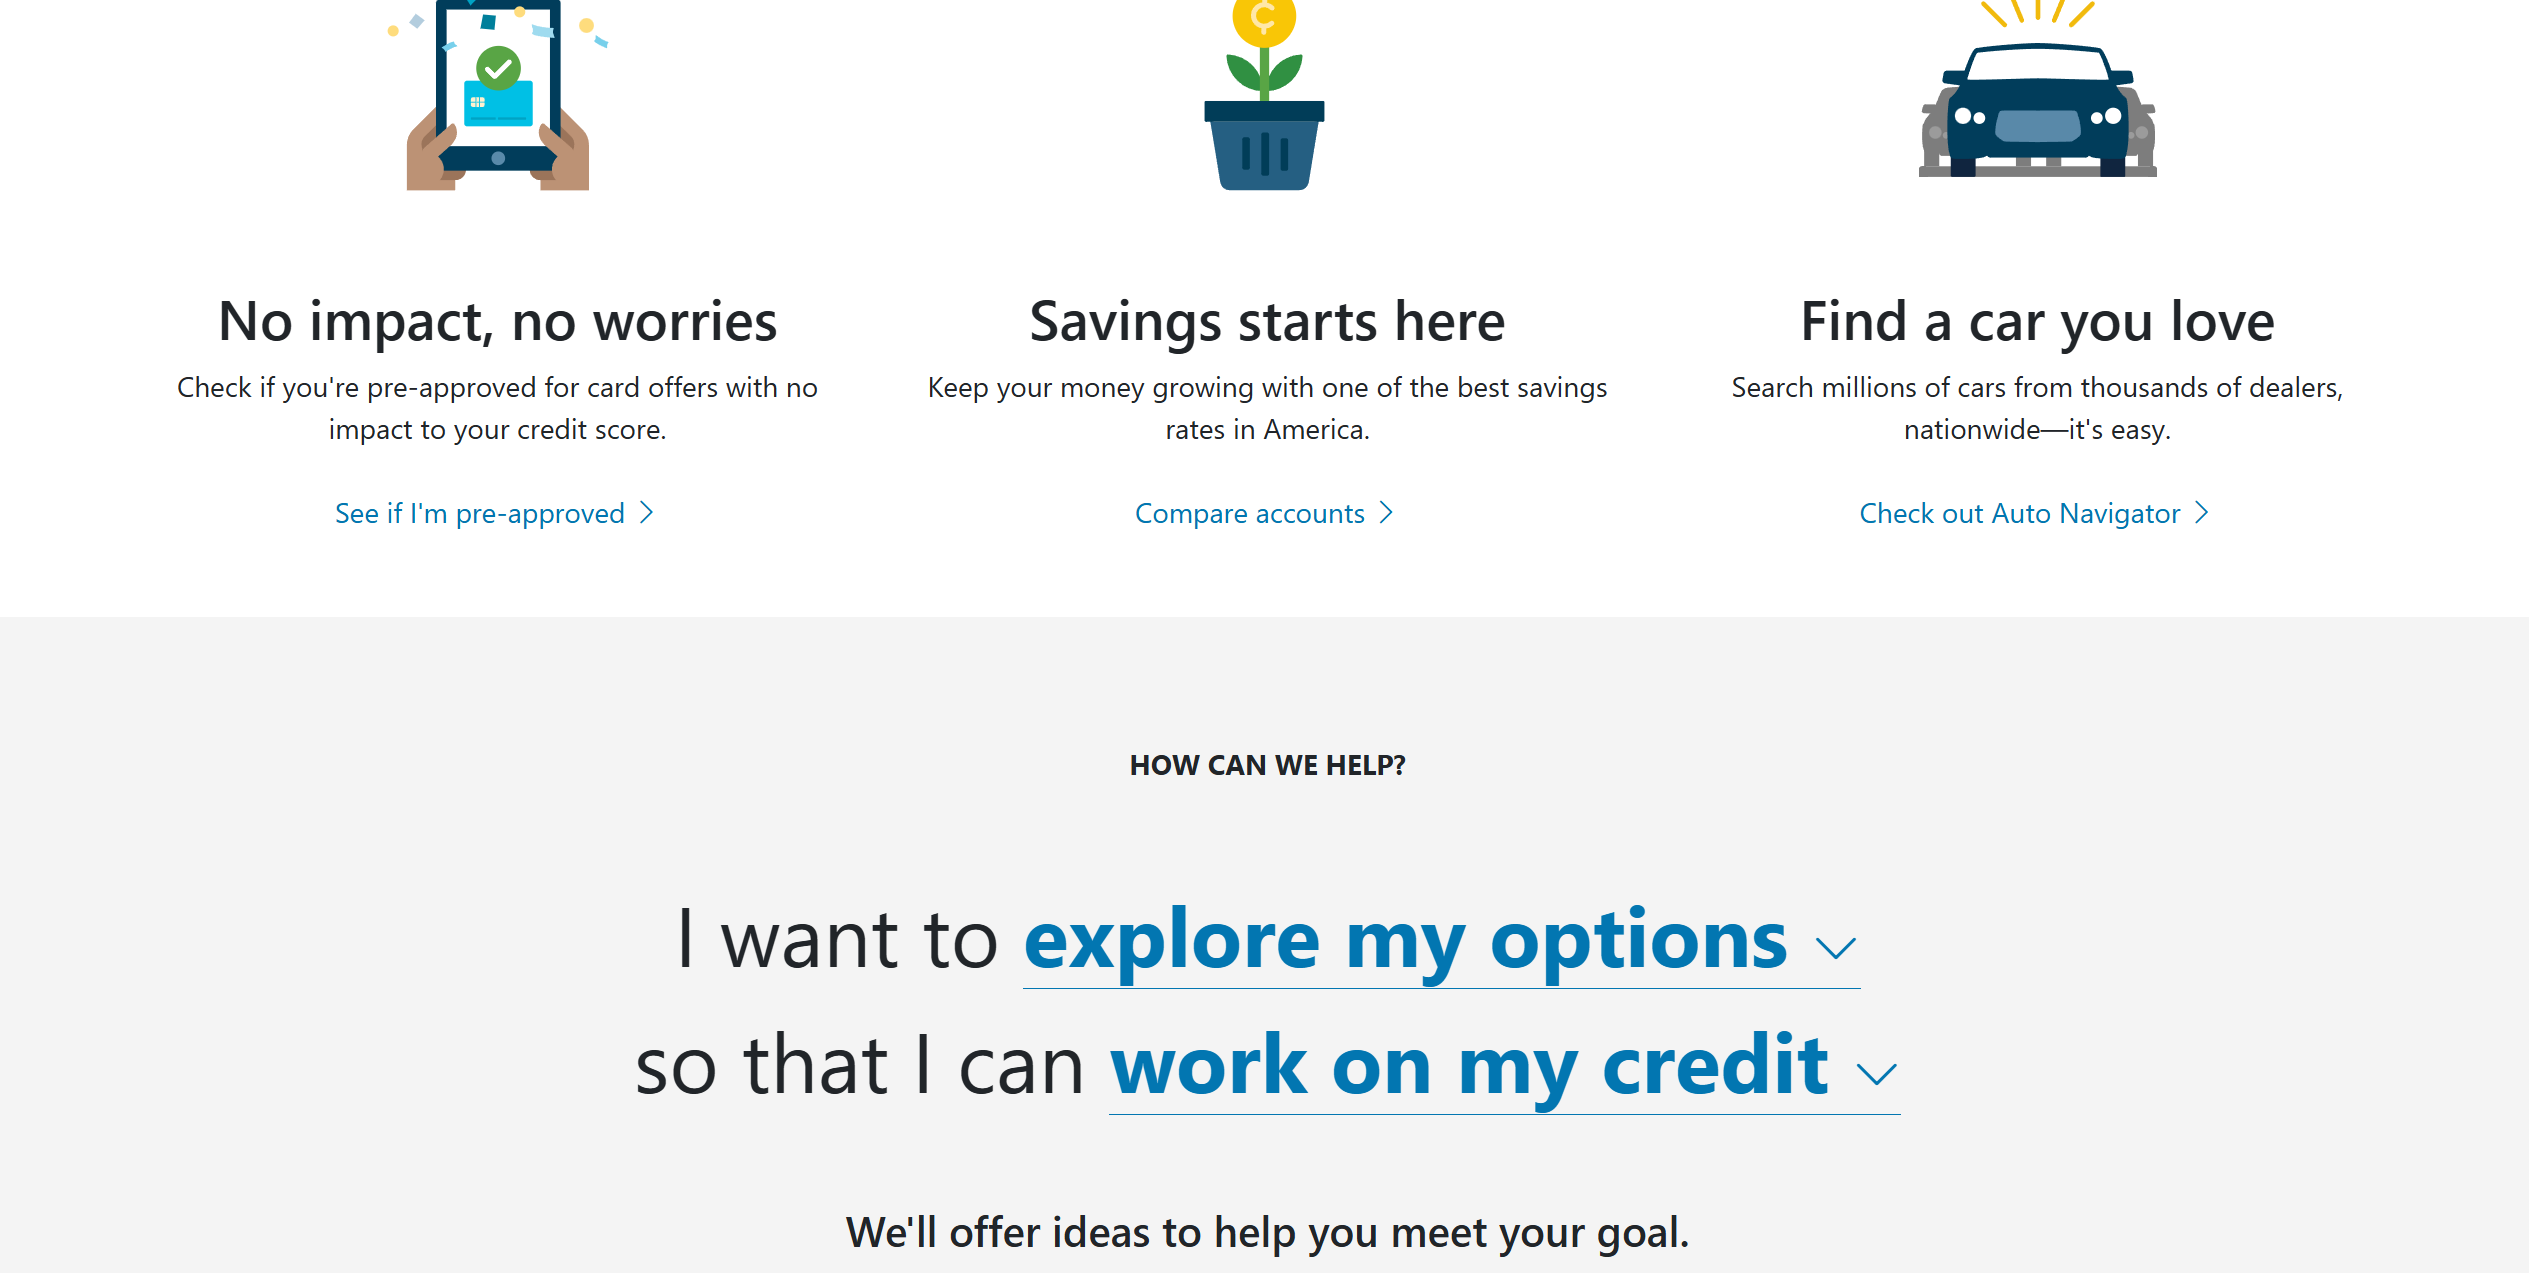 No impact, no worries
Check if you're pre-approved for card offers with no
impact to your credit score.
See if I'm pre-approved
Savings starts here
Keep your money growing with one of the best savings
rates in America.
Compare accounts
Find a car you love
Search millions of cars from thousands of dealers,
nationwide—it's easy.
Check out Auto Navigator
HOW CAN WE HELP?
I want to explore my options
so that I can work on my credit
We'll offer ideas to help you meet your goal.